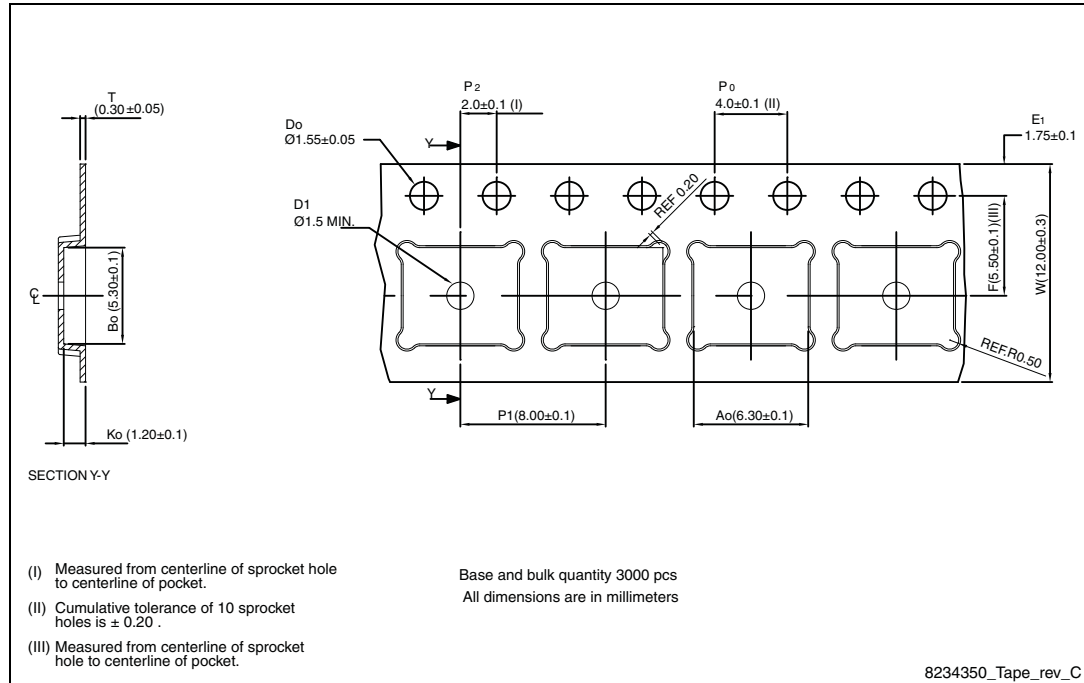 T
(0.30 ±0.05)
P2
2.0±0.1 (I)
P0
4.0±0.1 (II)
E1
1.75±0.1
Do
Ø1.55±0.05
Y
D1
Ø1.5 MIN.
REF 0.20
F(5.50±0.1)(III)
W(12.00±0.3)
℄
Bo (5.30±0.1)
REF.R0.50
Y
P1(8.00±0.1)
Ao(6.30±0.1)
Ko (1.20±0.1)
SECTION Y-Y
(I) Measured from centerline of sprocket hole
to centerline of pocket.
(II) Cumulative tolerance of 10 sprocket
holes is ± 0.20 .
(III) Measured from centerline of sprocket
hole to centerline of pocket.
Base and bulk quantity 3000 pcs
All dimensions are in millimeters
8234350_Tape_rev_C